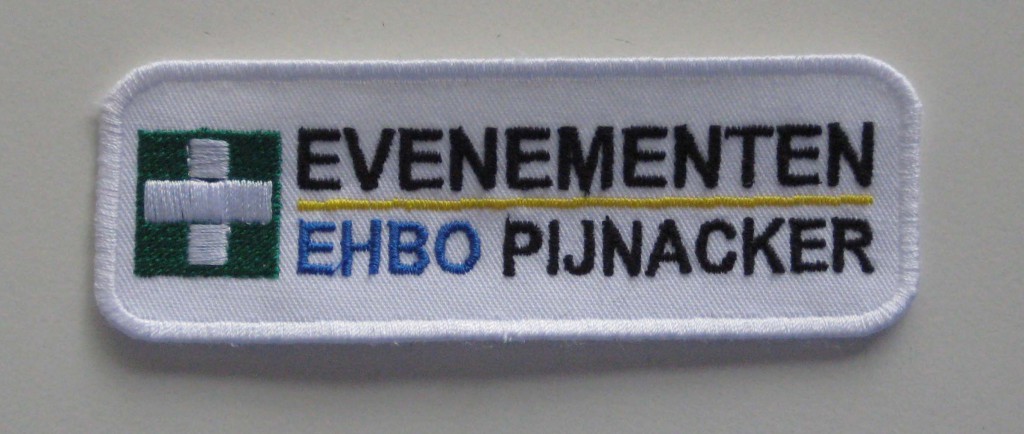 EVENEMENTEN
EHBO PIJNACKER